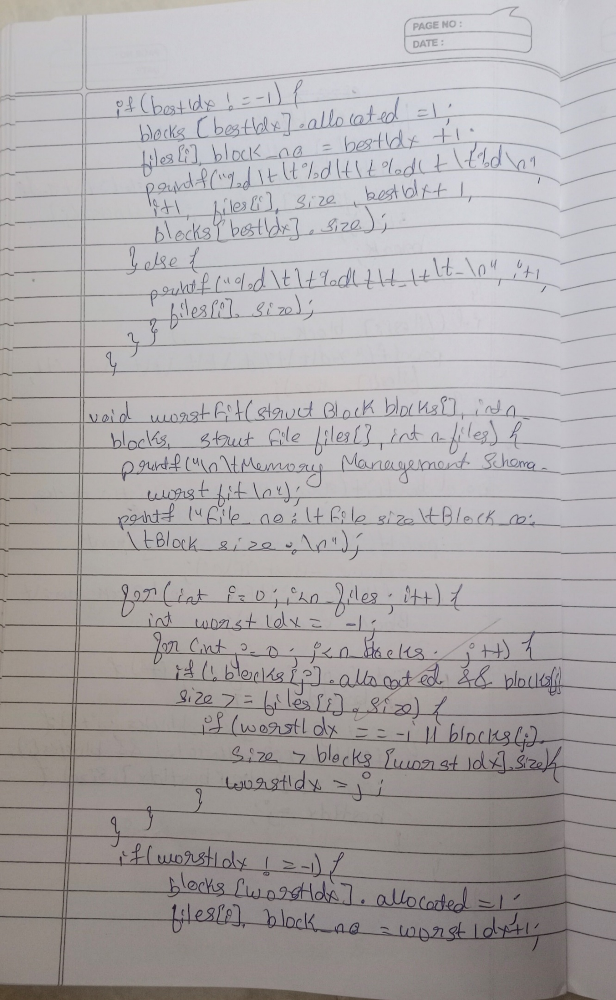 PAGE NO :
DATE :
if(bestIdx != -1) {
blocks [bestIdx].allocated =1;
files[i]. block_no = bestIdx +1;
printf("%d\t\t%d\t\t%d\t\t%d\n",
i+1, files[i]. size, bestIdx+1,
blocks[bestIdx]. size);
} else {
printf("%d\t\t%d\t\t-\t\t-\n", i+1,
files[i]. size);
}
}
}
void worstFit(struct Block blocks[], int n_
blocks, struct File files[], int n_files) {
printf("\n\tMemory Management Schema -
worst fit \n");
printf ("File_no:\tFile size\tBlock_no:
\tBlock_size:\n");
for(int i=0; i<n_files; i++) {
int worstIdx = -1;
for (int j=0; j<n_blocks; j++) {
if(!blocks[j].allocated && blocks[j]
size >= files[i].size) {
if(worstIdx == -1 || blocks[j].
size > blocks [worstIdx].size){
worstIdx = j;
}
}
}
if(worstIdx != -1) {
blocks [worstIdx]. allocated =1;
files[i]. block_no = worstIdx+1;